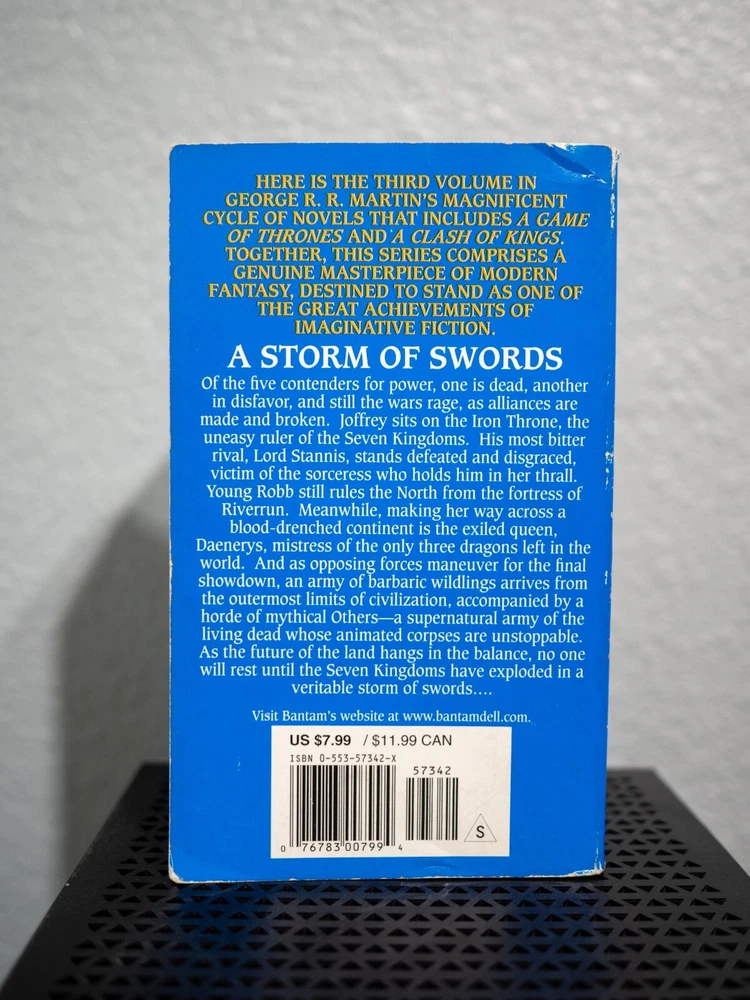 HERE IS THE THIRD VOLUME IN
GEORGE R. R. MARTIN'S MAGNIFICENT
CYCLE OF NOVELS THAT INCLUDES A GAME
OF THRONES AND A CLASH OF KINGS.
TOGETHER, THIS SERIES COMPRISES A
GENUINE MASTERPIECE OF MODERN
FANTASY, DESTINED TO STAND AS ONE OF
THE GREAT ACHIEVEMENTS OF
IMAGINATIVE FICTION.
A STORM OF SWORDS
Of the five contenders for power, one is dead, another
in disfavor, and still the wars rage, as alliances are
made and broken. Joffrey sits on the Iron Throne, the
uneasy ruler of the Seven Kingdoms. His most bitter
rival, Lord Stannis, stands defeated and disgraced,
victim of the sorceress who holds him in her thrall.
Young Robb still rules the North from the fortress of
Riverrun. Meanwhile, making her way across a
blood-drenched continent is the exiled queen,
Daenerys, mistress of the only three dragons left in the
world. And as opposing forces maneuver for the final
showdown, an army of barbaric wildlings arrives from
the outermost limits of civilization, accompanied by a
horde of mythical Others—a supernatural army of the
living dead whose animated corpses are unstoppable.
As the future of the land hangs in the balance, no one
will rest until the Seven Kingdoms have exploded in a
veritable storm of swords....
Visit Bantam's website at www.bantamdell.com.
US $7.99 / $11.99 CAN
ISBN 0-553-57342-X
57342
S
0 76783 00799 4